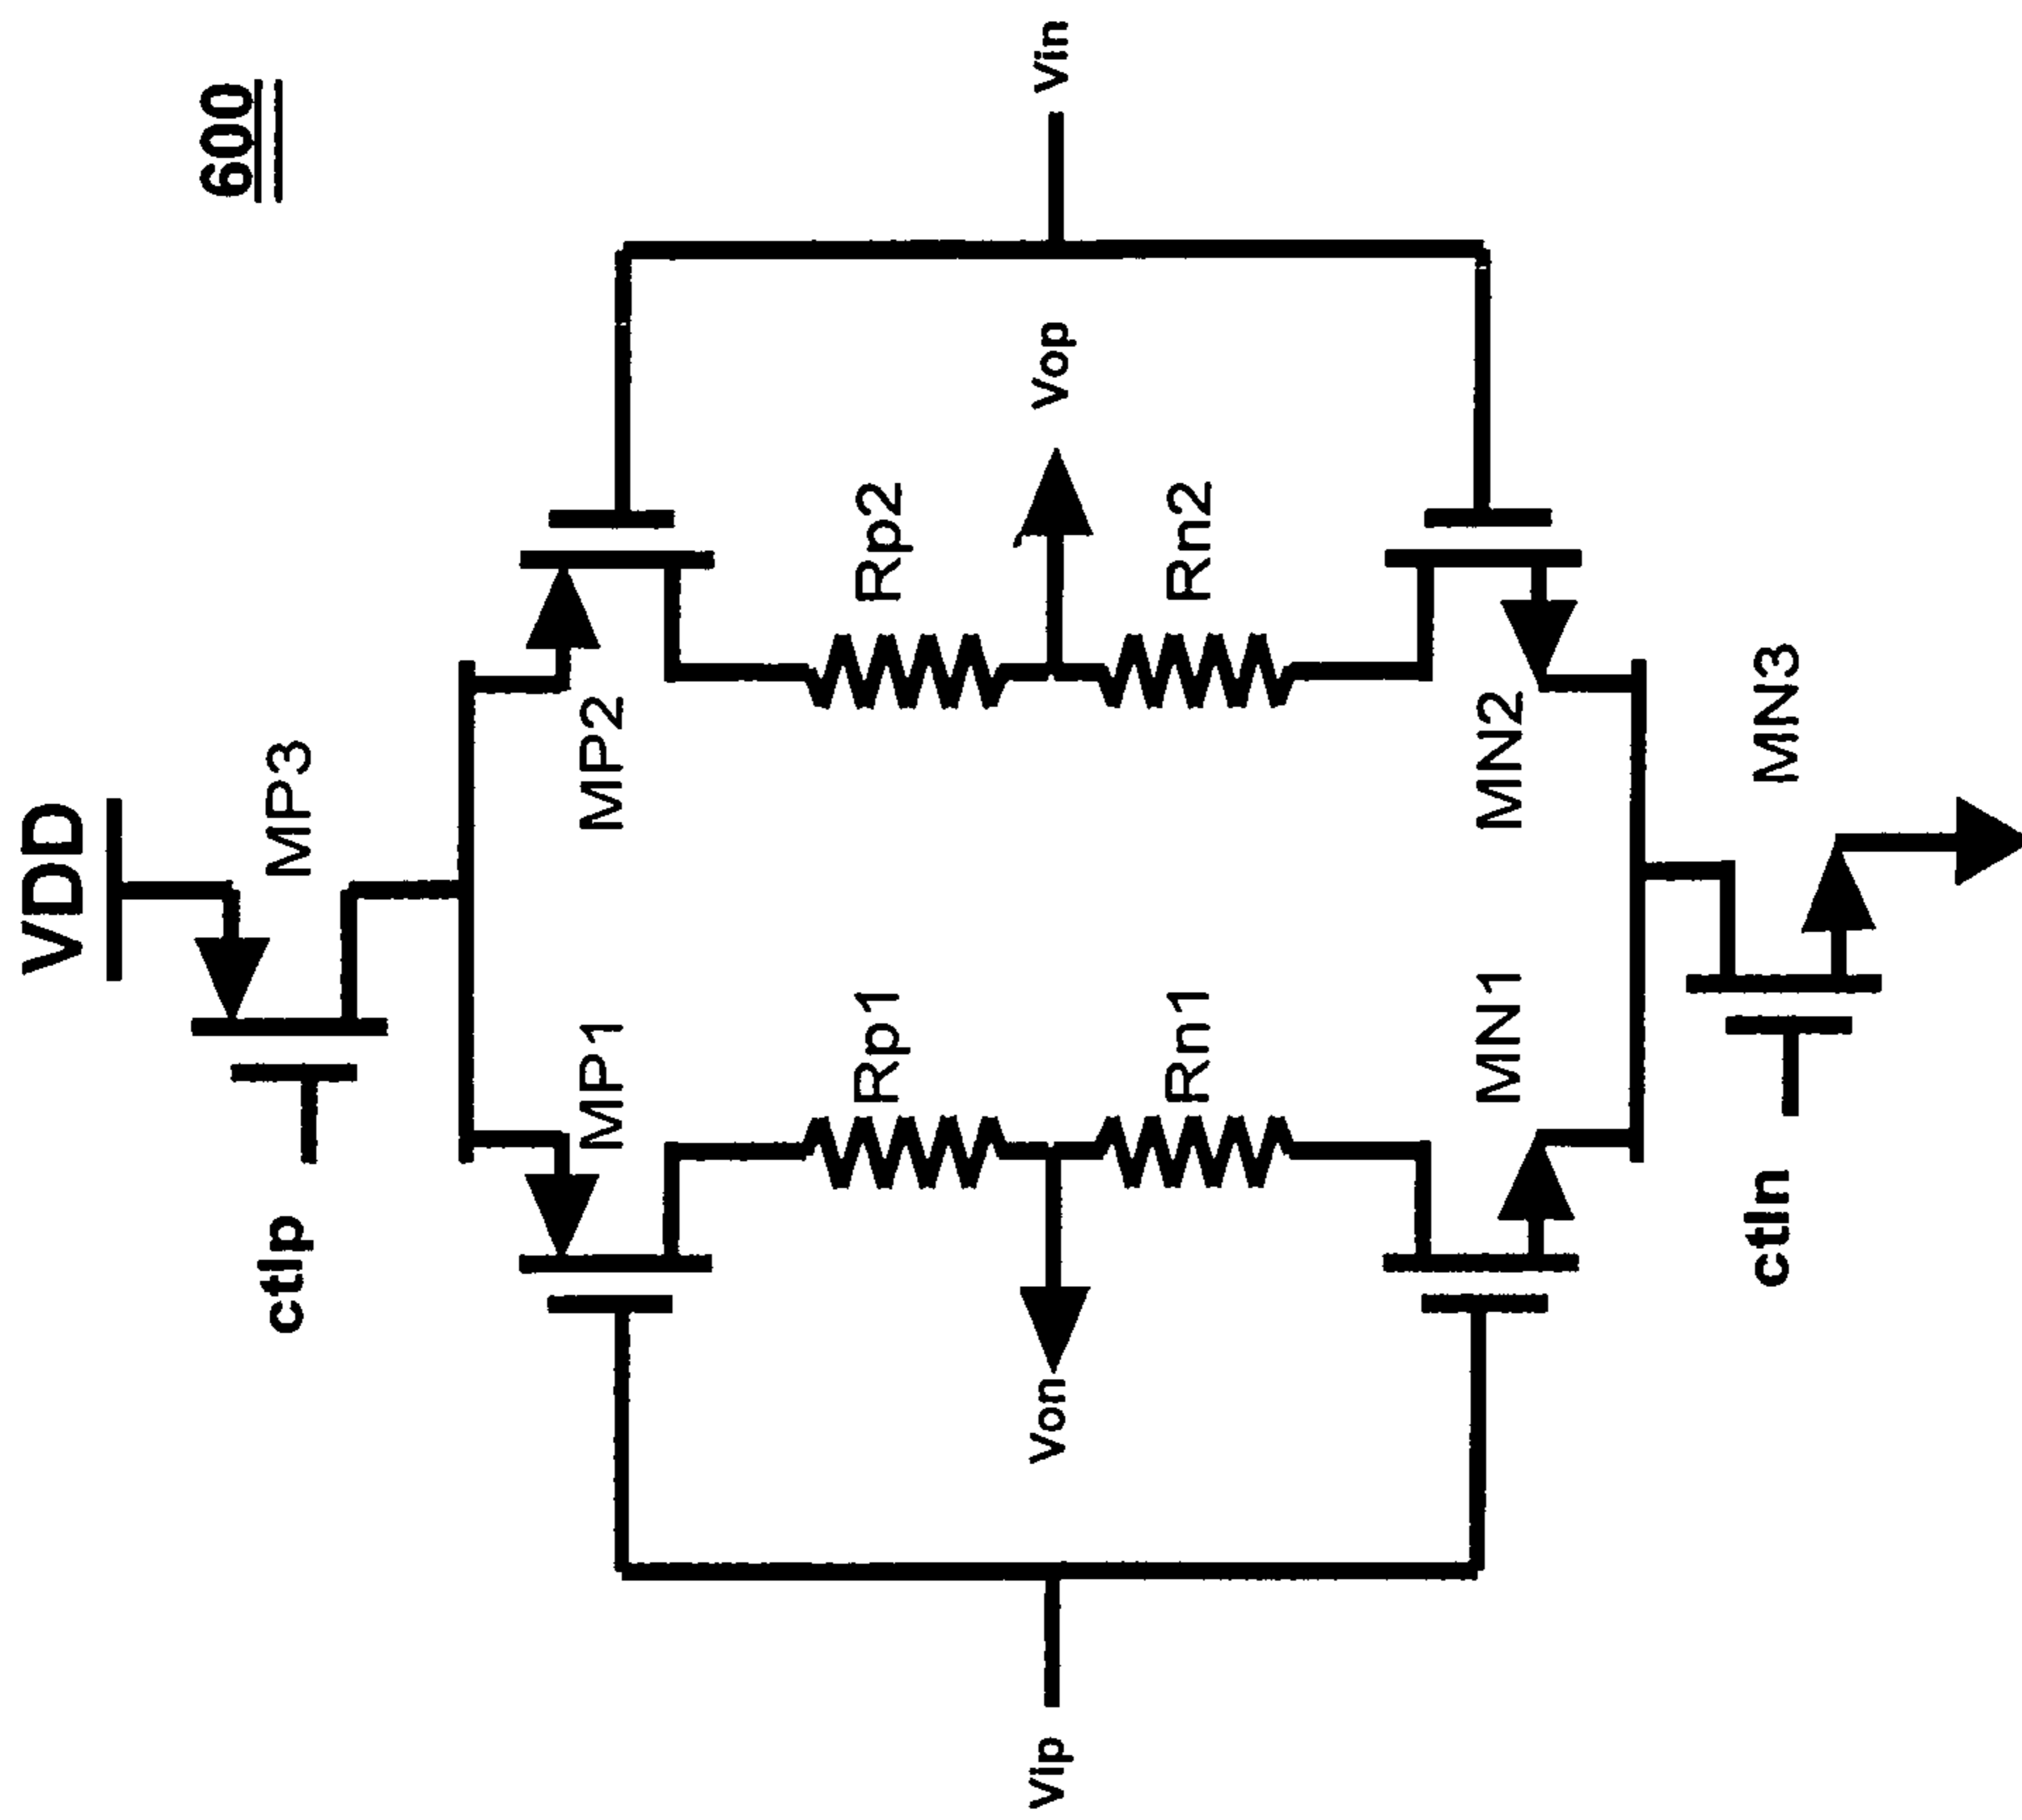 600
VDD
MP3
ctlp
MP1
MP2
Rp1
Rp2
Vip
Von
Vop
Vin
Rn1
Rn2
MN1
MN2
MN3
ctln